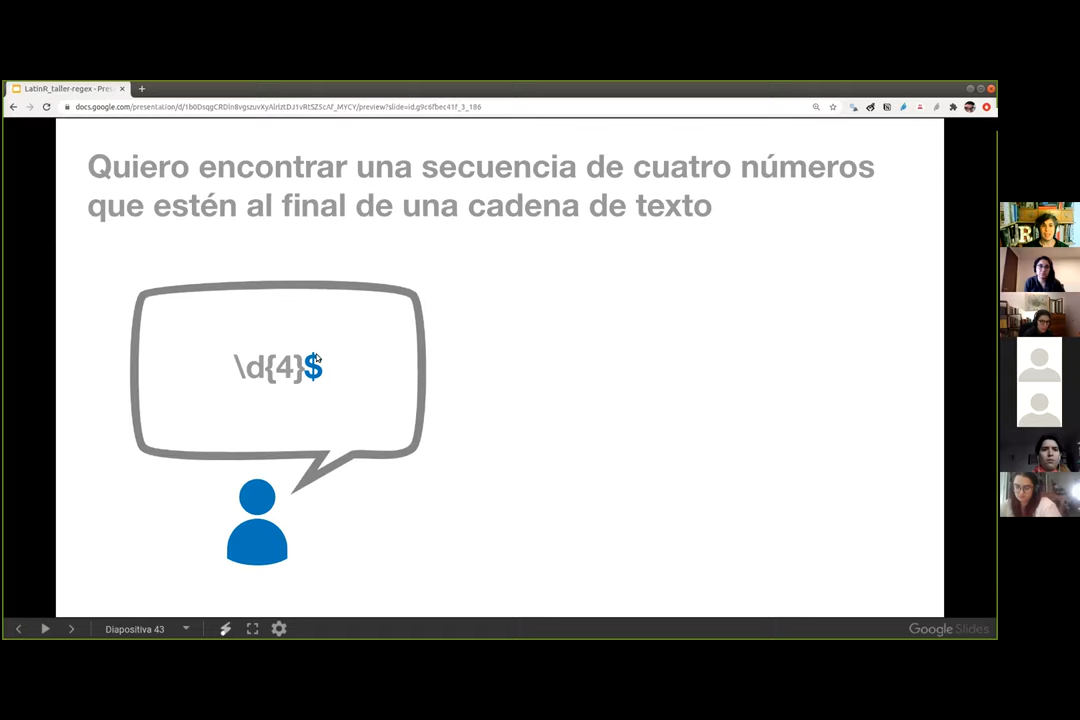 LatinR_taller-regex - Pres
docs.google.com/presentation/d/1b0DsqgCRDln8vgszuvXyAlrlztDJ1vRtSZ5cAf_MYCY/preview?slide=id.g9c6fbec41f_3_186
Quiero encontrar una secuencia de cuatro números
que estén al final de una cadena de texto
\d{4}$
R
Diapositiva 43
Google Slides